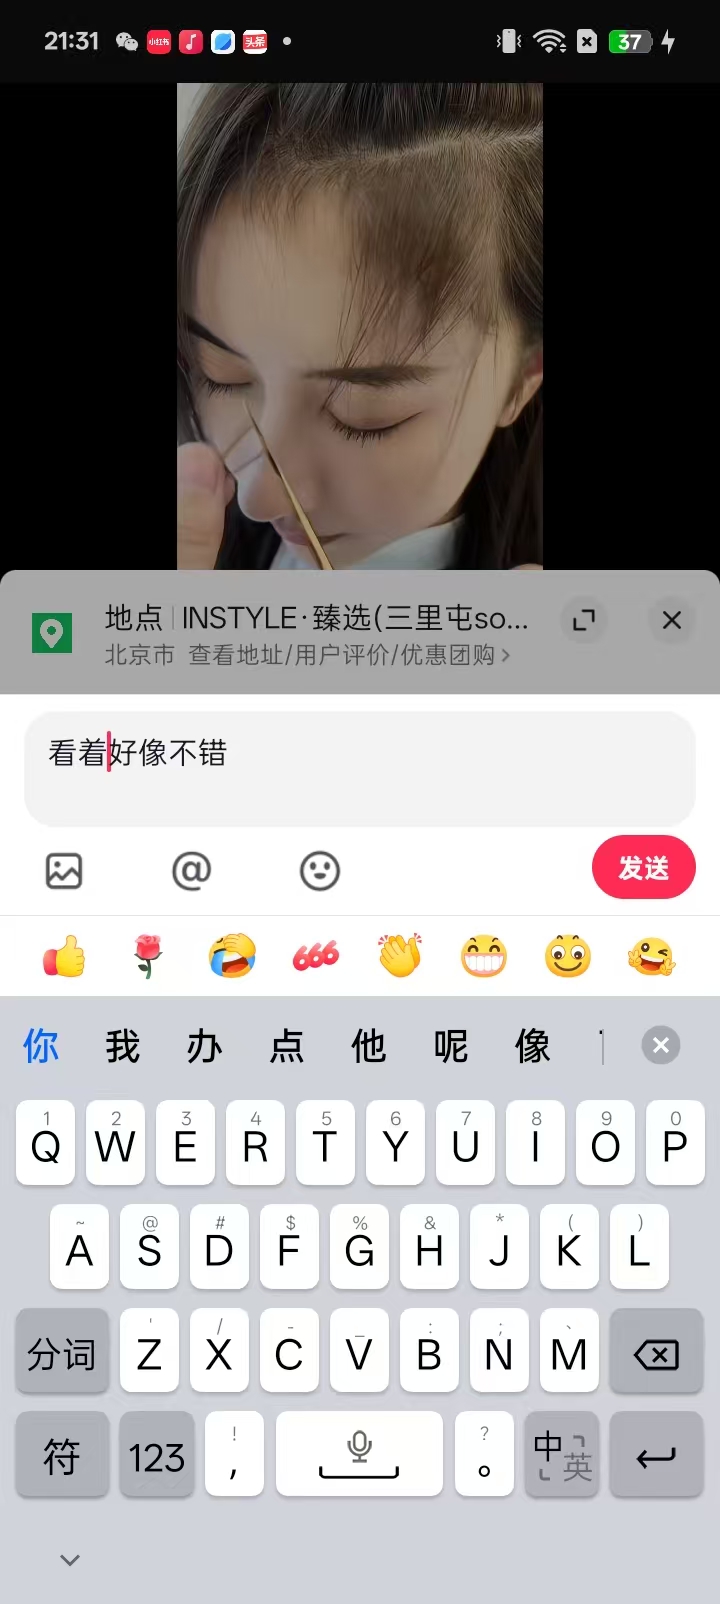 21:31
小红书
头条
37
地点 | INSTYLE·臻选(三里屯so...
北京市 查看地址/用户评价/优惠团购 >
看着好像不错
@
发送
666
你 我 办 点 他 呢 像
1 2 3 4 5 6 7 8 9 0
Q W E R T Y U I O P
~ @ # $ % & * ( )
A S D F G H J K L
' / - _ : ; 、
分词 Z X C V B N M
! ?
符 123 , 。 中 英